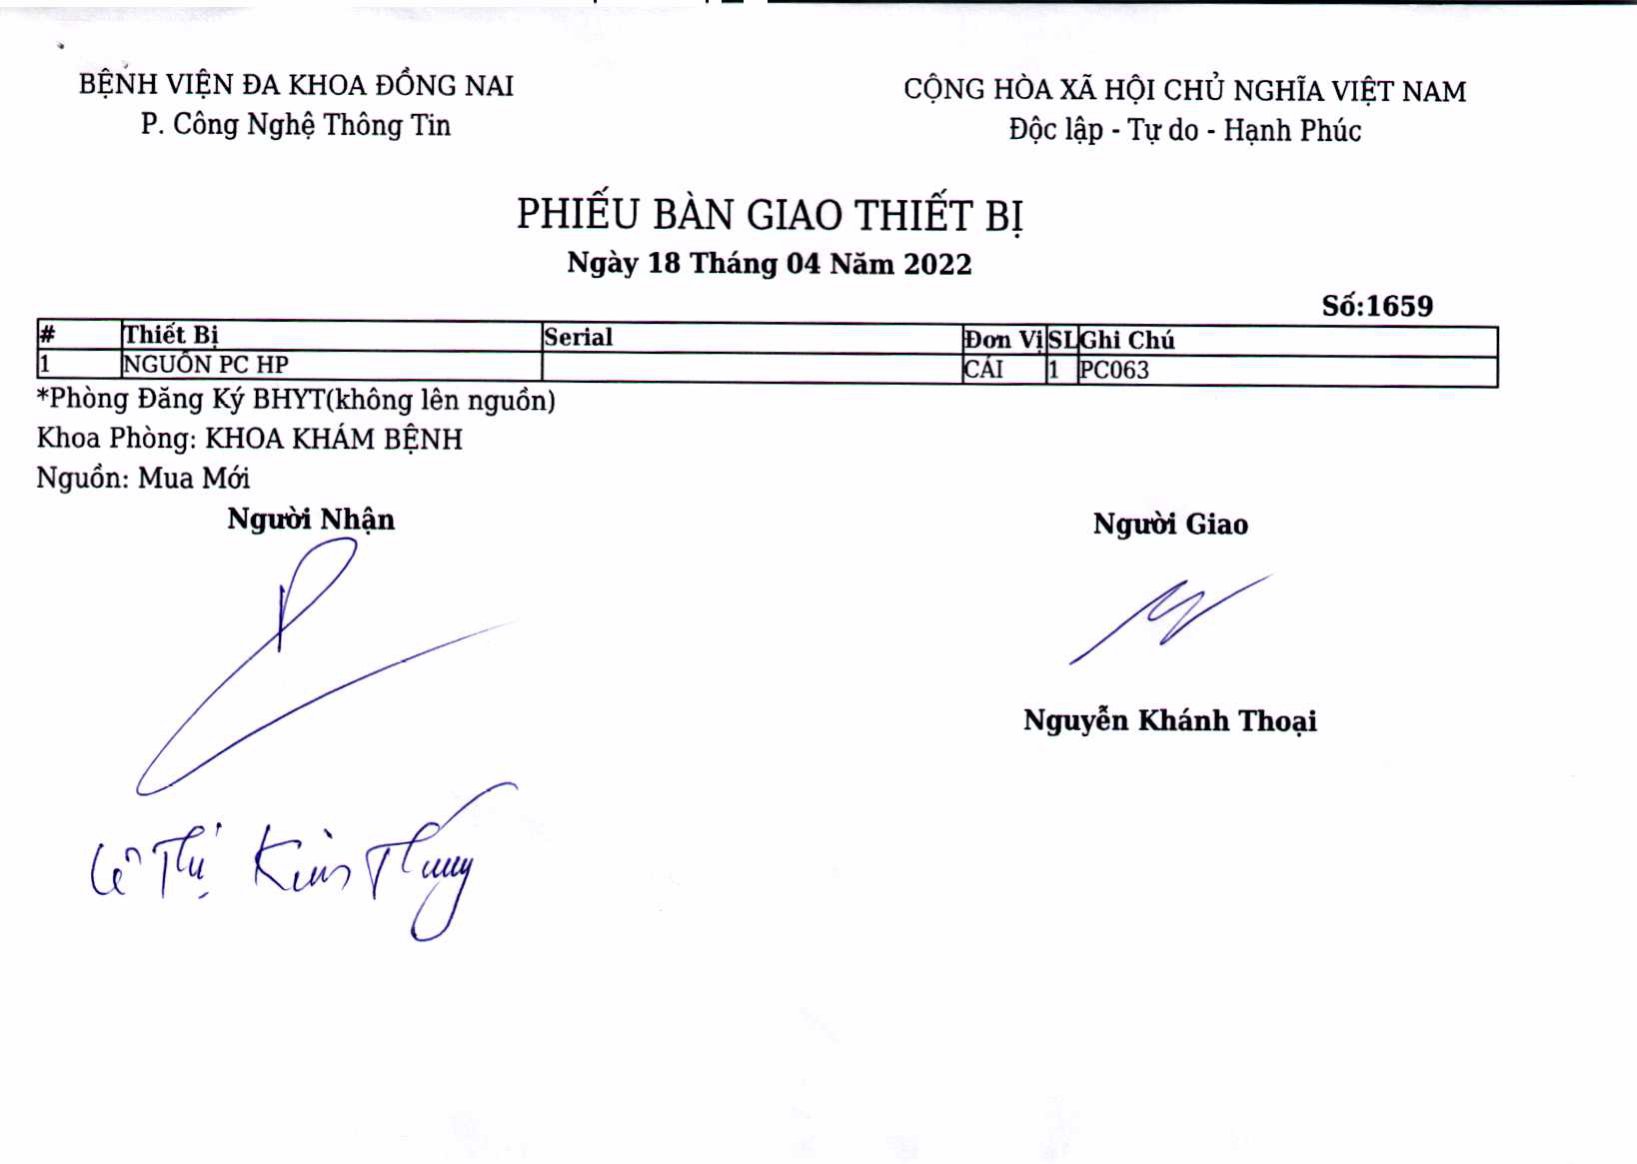 BỆNH VIỆN ĐA KHOA ĐỒNG NAI
P. Công Nghệ Thông Tin
CỘNG HÒA XÃ HỘI CHỦ NGHĨA VIỆT NAM
Độc lập - Tự do - Hạnh Phúc
PHIẾU BÀN GIAO THIẾT BỊ
Ngày 18 Tháng 04 Năm 2022
Số:1659
# Thiết Bị Serial Đơn Vị SL Ghi Chú
1 NGUỒN PC HP CÁI 1 PC063
*Phòng Đăng Ký BHYT(không lên nguồn)
Khoa Phòng: KHOA KHÁM BỆNH
Nguồn: Mua Mới
Người Nhận
Người Giao
Nguyễn Khánh Thoại
Lê Thị Kim